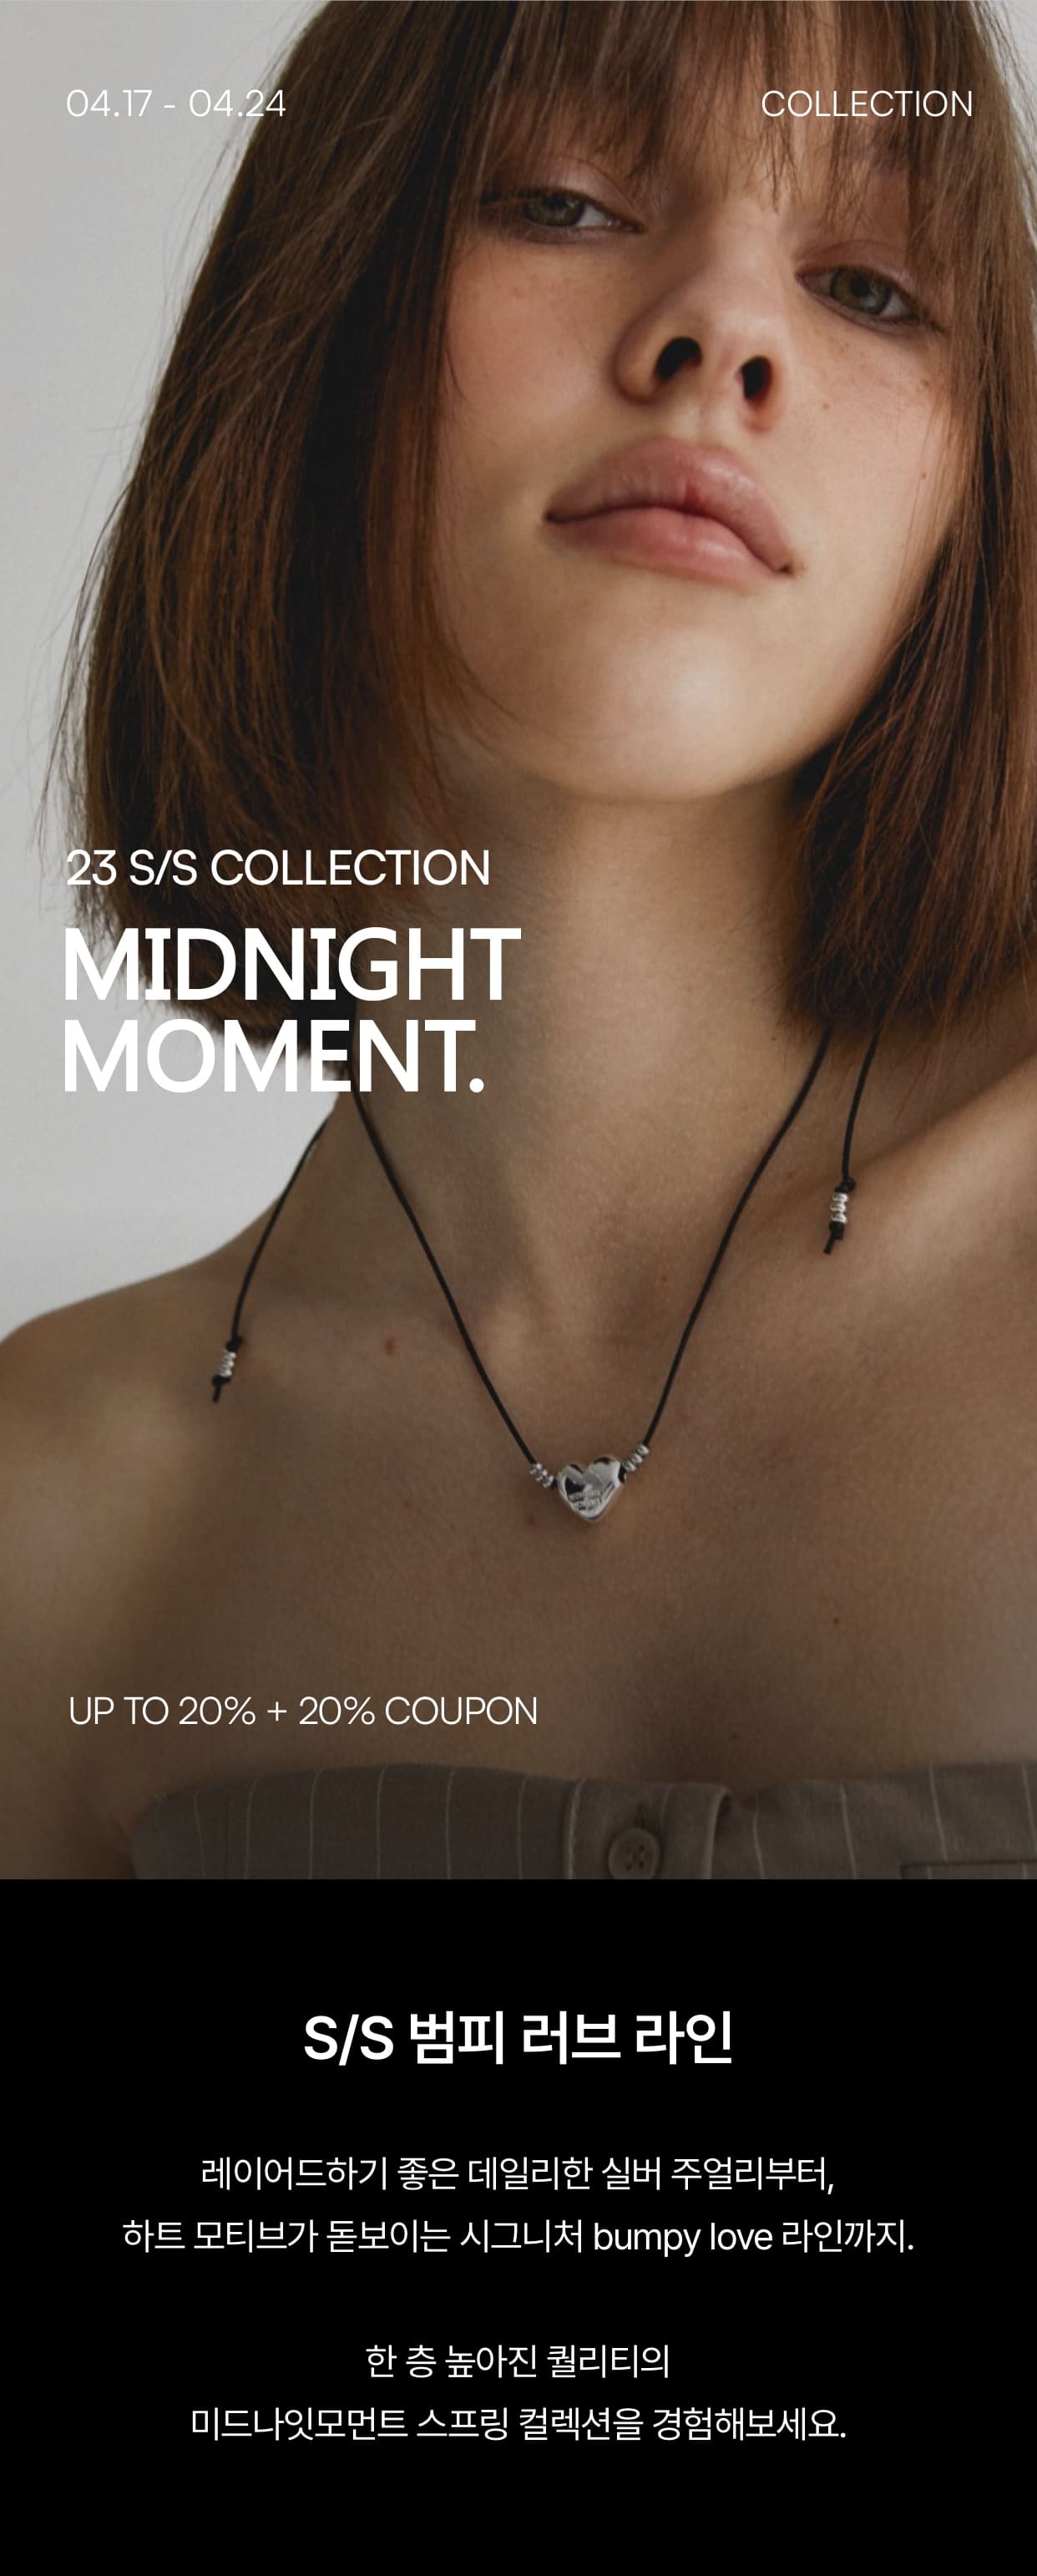 04.17 - 04.24
COLLECTION
23 S/S COLLECTION
MIDNIGHT
MOMENT.
UP TO 20% + 20% COUPON
S/S 범피 러브 라인
레이어드하기 좋은 데일리한 실버 주얼리부터,
하트 모티브가 돋보이는 시그니처 bumpy love 라인까지.
한 층 높아진 퀄리티의
미드나잇모먼트 스프링 컬렉션을 경험해보세요.